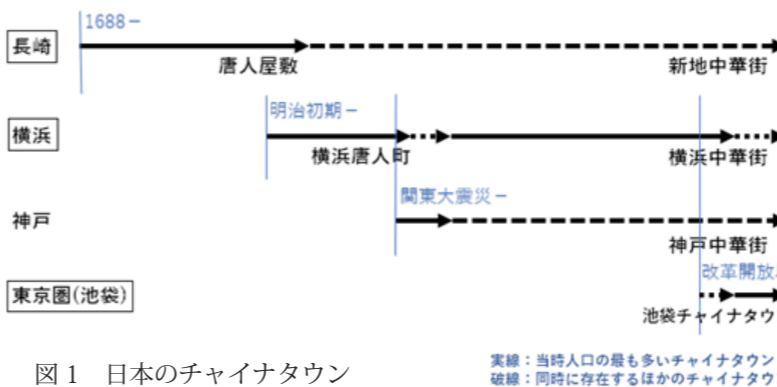 1688－
長崎
唐人屋敷
新地中華街
明治初期－
横浜
横浜唐人町
横浜中華街
関東大震災－
神戸
神戸中華街
改革開放
東京圏(池袋)
池袋チャイナタウ
図 1　日本のチャイナタウン
実線：当時人口の最も多いチャイナタウン
破線：同時に存在するほかのチャイナタウ